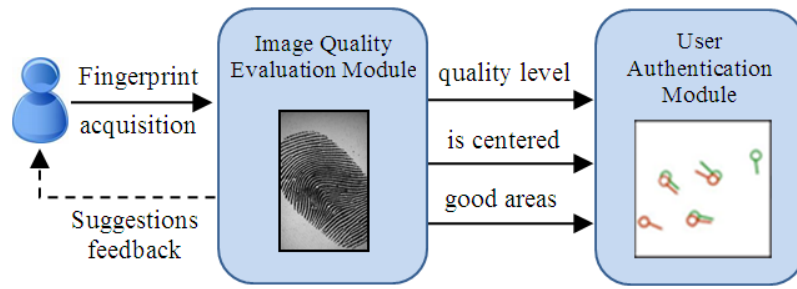 Fingerprint
acquisition
Suggestions
feedback
Image Quality
Evaluation Module
quality level
is centered
good areas
User
Authentication
Module